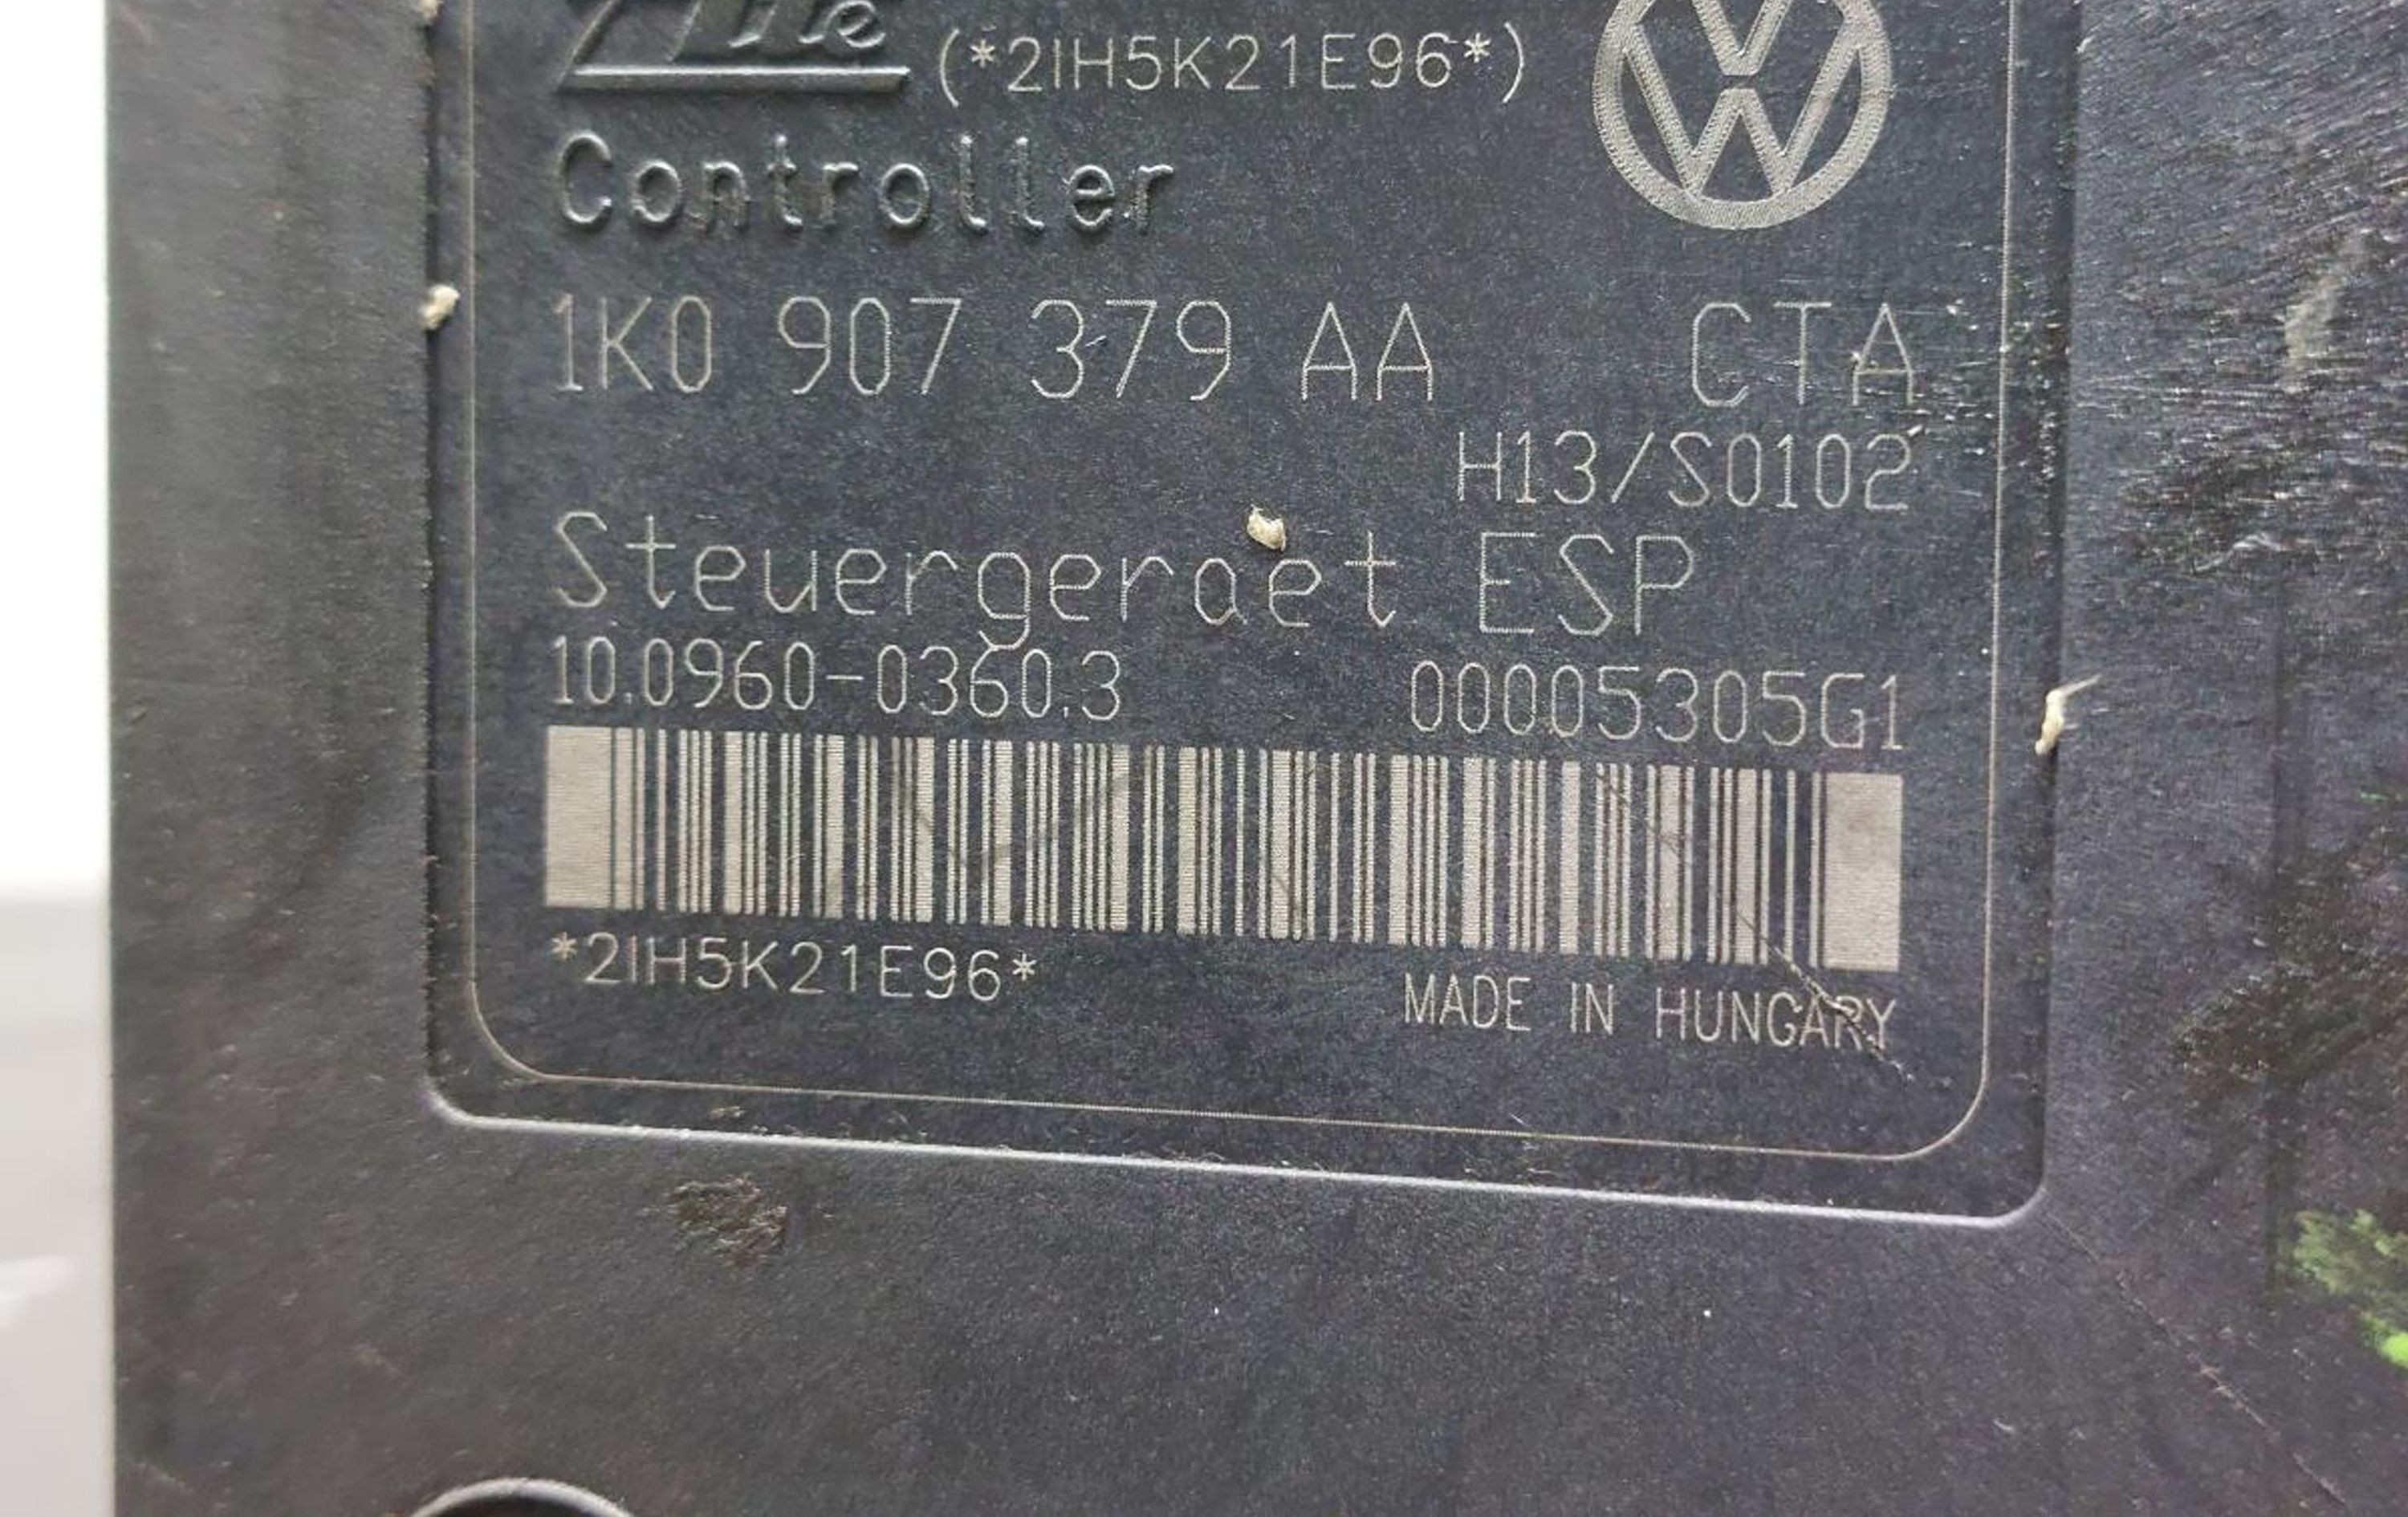 Ate (*2IH5K21E96*)
Controller
1K0 907 379 AA CTA
H13/S0102
Steuergeraet ESP
10.0960-0360.3 00005305G1
*2IH5K21E96* MADE IN HUNGARY